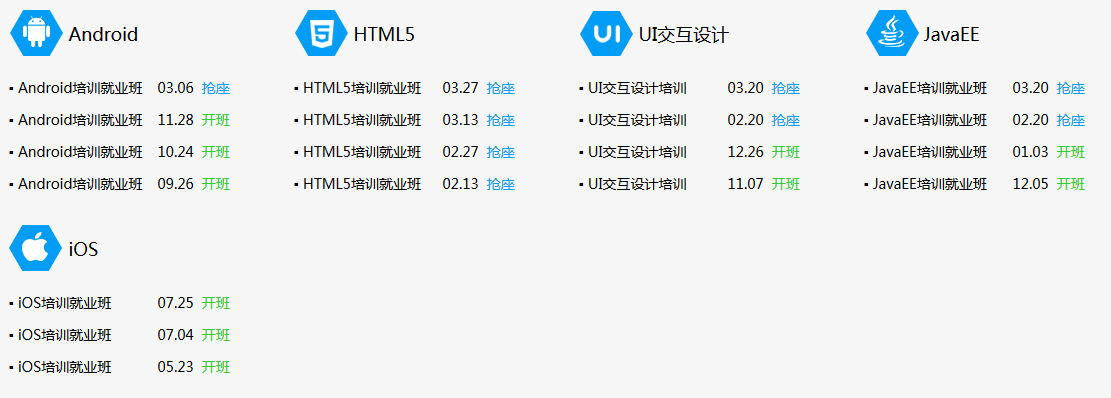 Android
▪ Android培训就业班 03.06 抢座
▪ Android培训就业班 11.28 开班
▪ Android培训就业班 10.24 开班
▪ Android培训就业班 09.26 开班
HTML5
▪ HTML5培训就业班 03.27 抢座
▪ HTML5培训就业班 03.13 抢座
▪ HTML5培训就业班 02.27 抢座
▪ HTML5培训就业班 02.13 抢座
UI
UI交互设计
▪ UI交互设计培训 03.20 抢座
▪ UI交互设计培训 02.20 抢座
▪ UI交互设计培训 12.26 开班
▪ UI交互设计培训 11.07 开班
JavaEE
▪ JavaEE培训就业班 03.20 抢座
▪ JavaEE培训就业班 02.20 抢座
▪ JavaEE培训就业班 01.03 开班
▪ JavaEE培训就业班 12.05 开班
iOS
▪ iOS培训就业班 07.25 开班
▪ iOS培训就业班 07.04 开班
▪ iOS培训就业班 05.23 开班